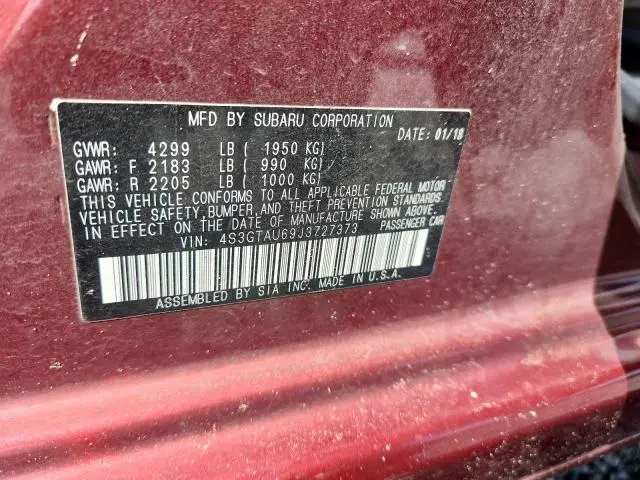 MFD BY SUBARU CORPORATION
DATE: 01/18
GVWR: 4299 LB ( 1950 KG)
GAWR: F 2183 LB ( 990 KG)
GAWR: R 2205 LB ( 1000 KG)
THIS VEHICLE CONFORMS TO ALL APPLICABLE FEDERAL MOTOR
VEHICLE SAFETY, BUMPER, AND THEFT PREVENTION STANDARDS
IN EFFECT ON THE DATE OF MANUFACTURE SHOWN ABOVE.
VIN: 4S3GTAU69J3727373 PASSENGER CAR
ASSEMBLED BY SIA INC. MADE IN U.S.A.